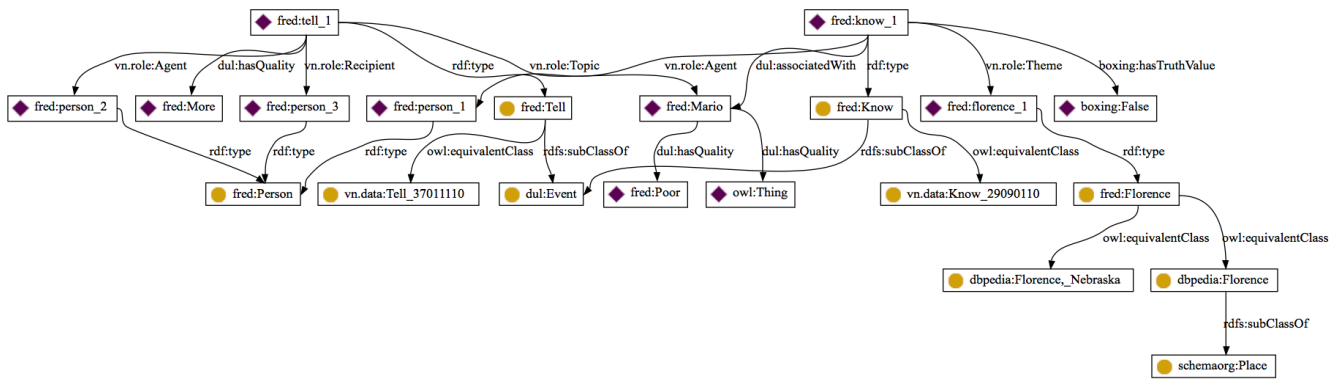 fred:tell_1
fred:know_1
vn.role:Agent
dul:hasQuality
vn.role:Recipient
rdf:type
vn.role:Topic
vn.role:Agent
dul:associatedWith
rdf:type
vn.role:Theme
boxing:hasTruthValue
fred:person_2
fred:More
fred:person_3
fred:person_1
fred:Tell
fred:Mario
fred:Know
fred:florence_1
boxing:False
rdf:type
rdf:type
rdf:type
owl:equivalentClass
rdfs:subClassOf
dul:hasQuality
dul:hasQuality
rdfs:subClassOf
owl:equivalentClass
rdf:type
fred:Person
vn.data:Tell_37011110
dul:Event
fred:Poor
owl:Thing
vn.data:Know_29090110
fred:Florence
owl:equivalentClass
owl:equivalentClass
dbpedia:Florence,_Nebraska
dbpedia:Florence
rdfs:subClassOf
schemaorg:Place